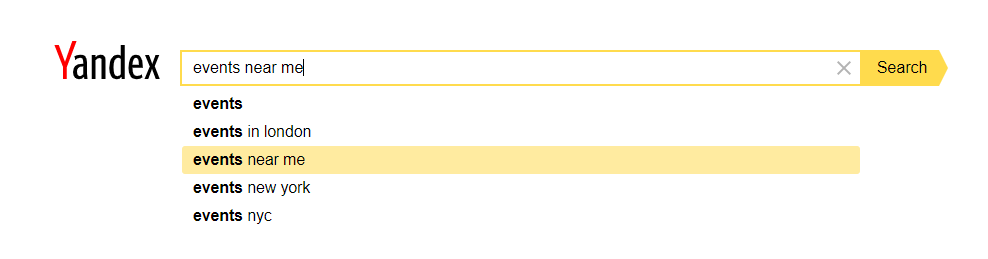 Yandex
events near me
Search
events
events in london
events near me
events new york
events nyc